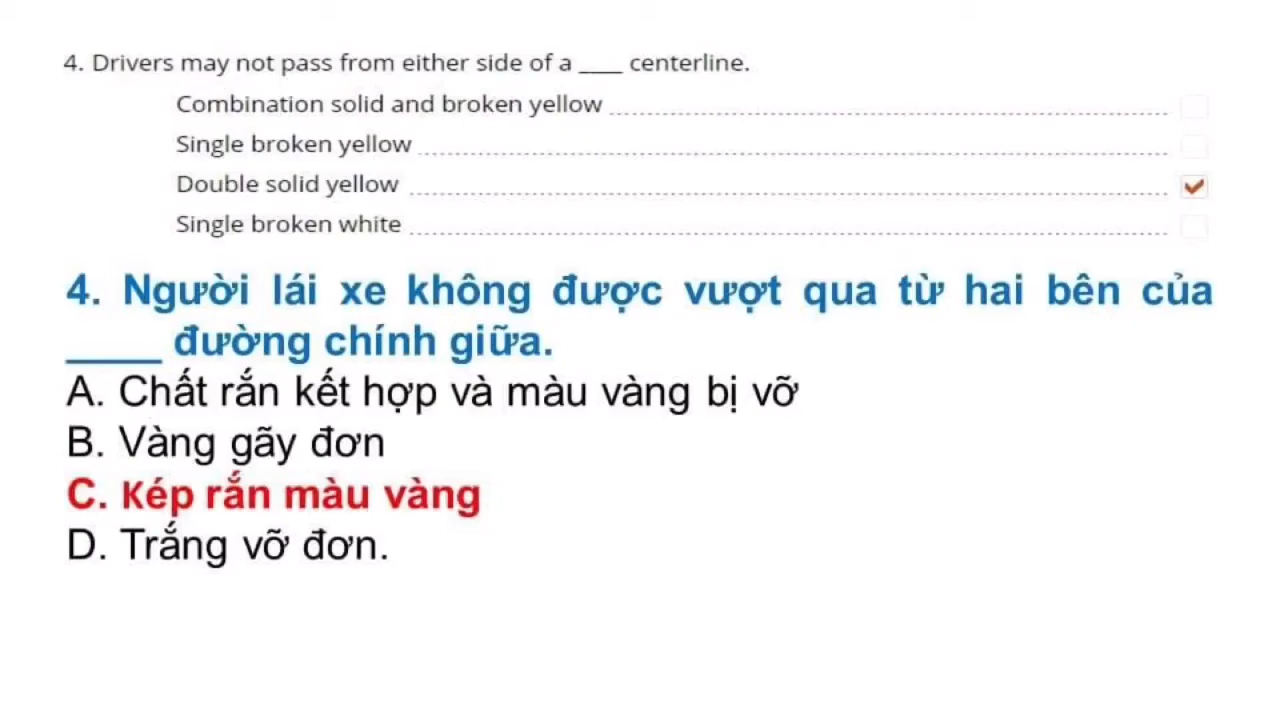 4. Drivers may not pass from either side of a ____ centerline.
Combination solid and broken yellow
Single broken yellow
Double solid yellow
Single broken white
4. Người lái xe không được vượt qua từ hai bên của
____ đường chính giữa.
A. Chất rắn kết hợp và màu vàng bị vỡ
B. Vàng gãy đơn
C. Kép rắn màu vàng
D. Trắng vỡ đơn.